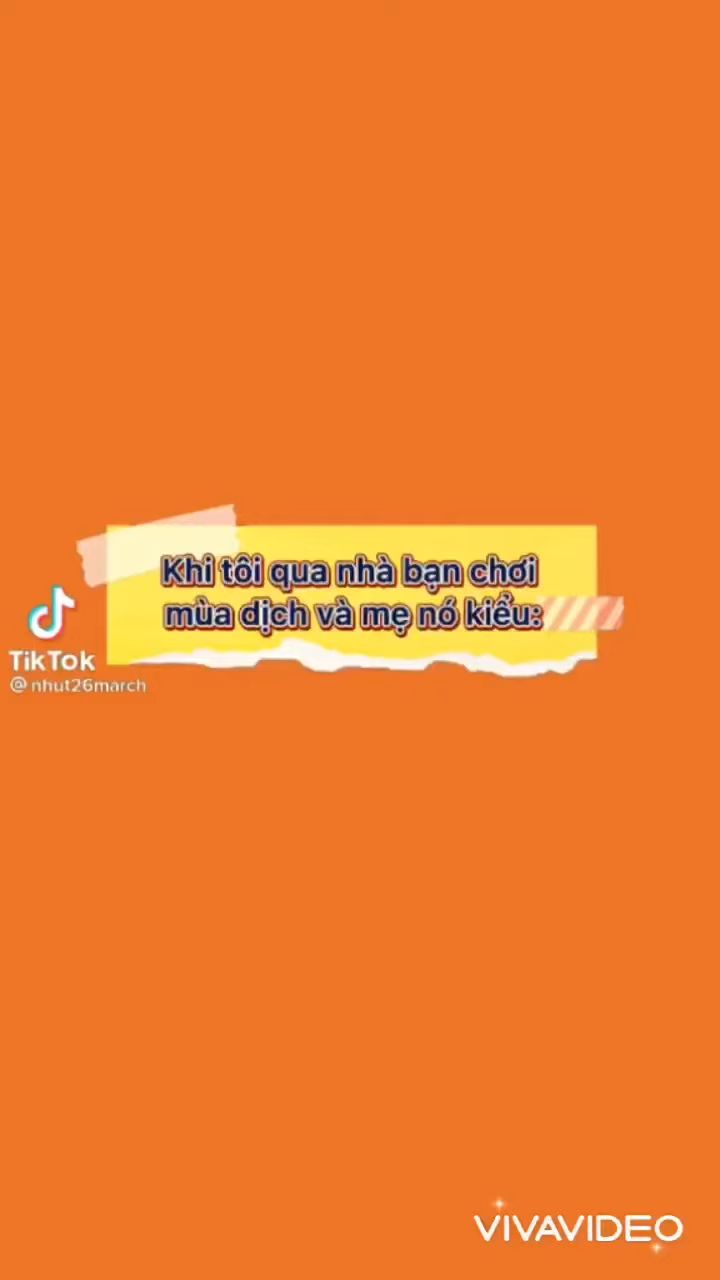 Khi tôi qua nhà bạn chơi
mùa dịch và mẹ nó kiểu:
TikTok
@nhut26march
VIVAVIDEO